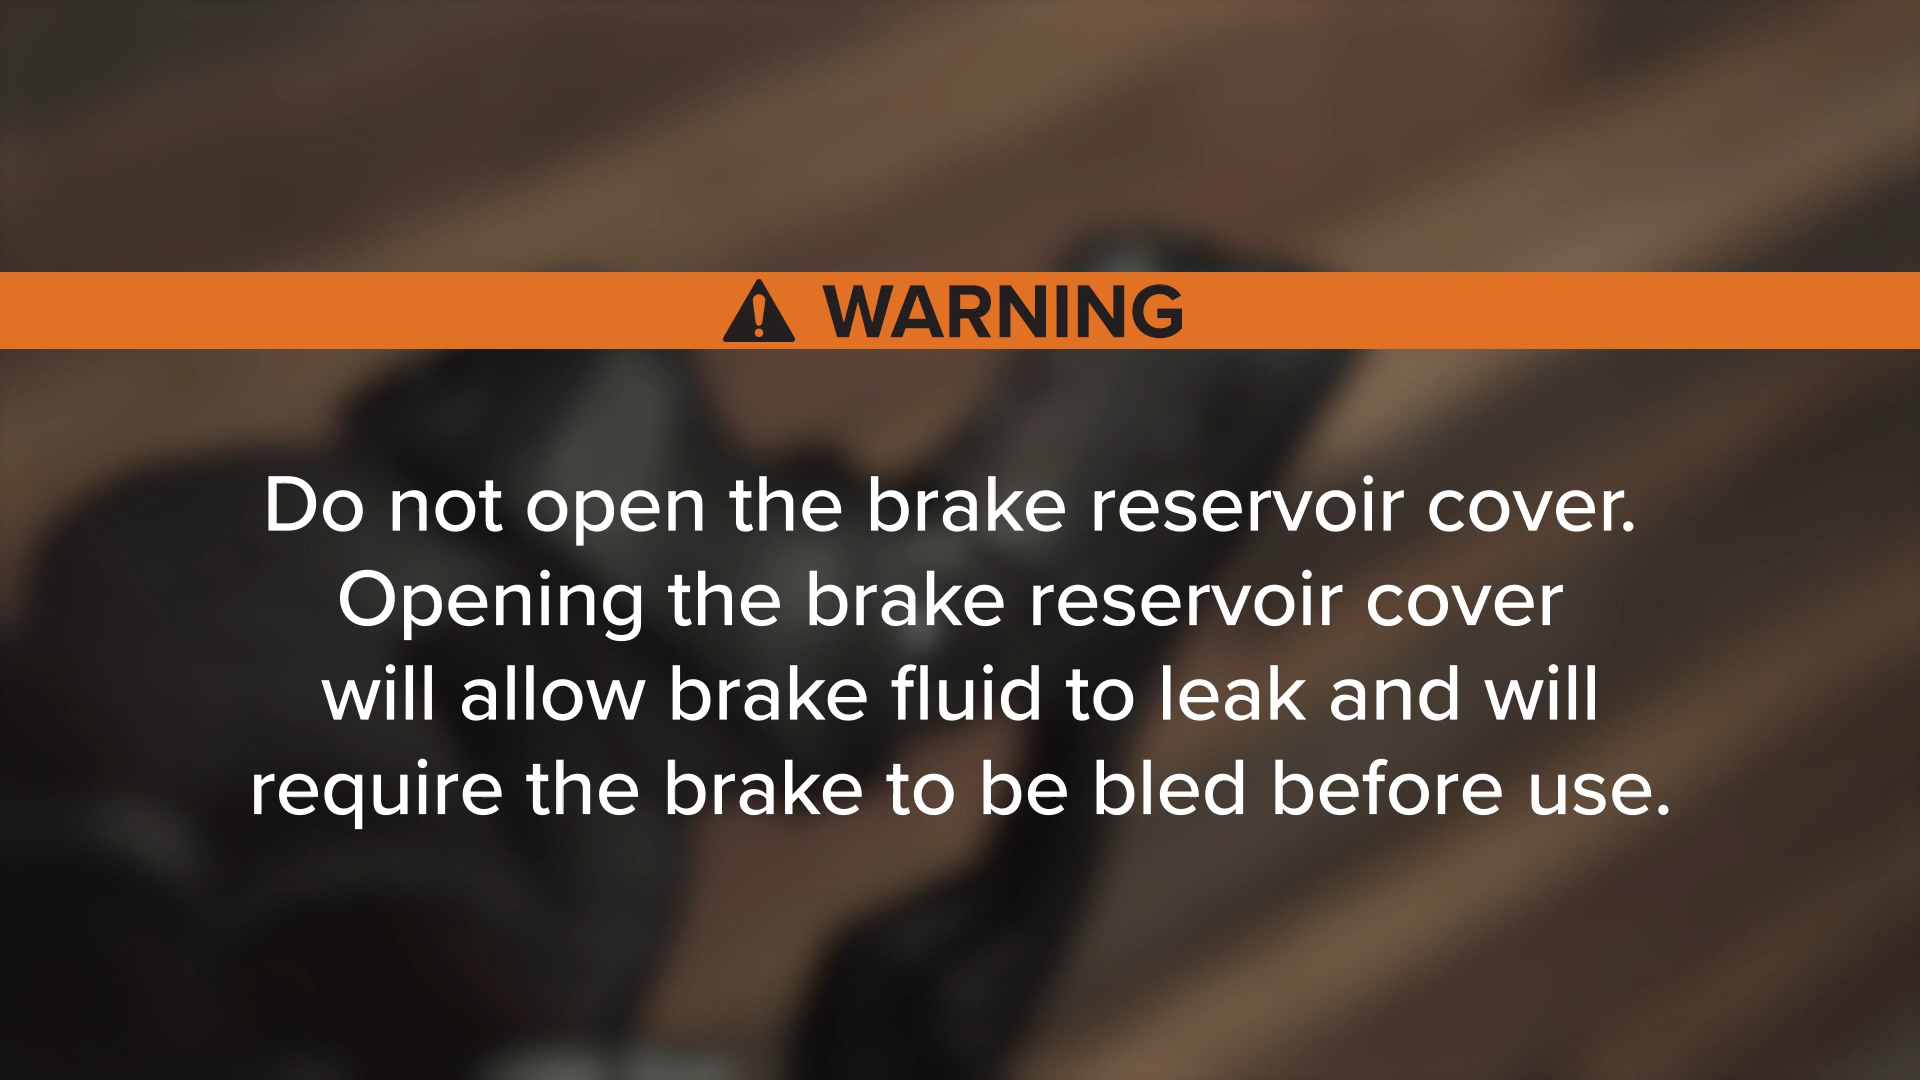 WARNING
Do not open the brake reservoir cover.
Opening the brake reservoir cover
will allow brake fluid to leak and will
require the brake to be bled before use.